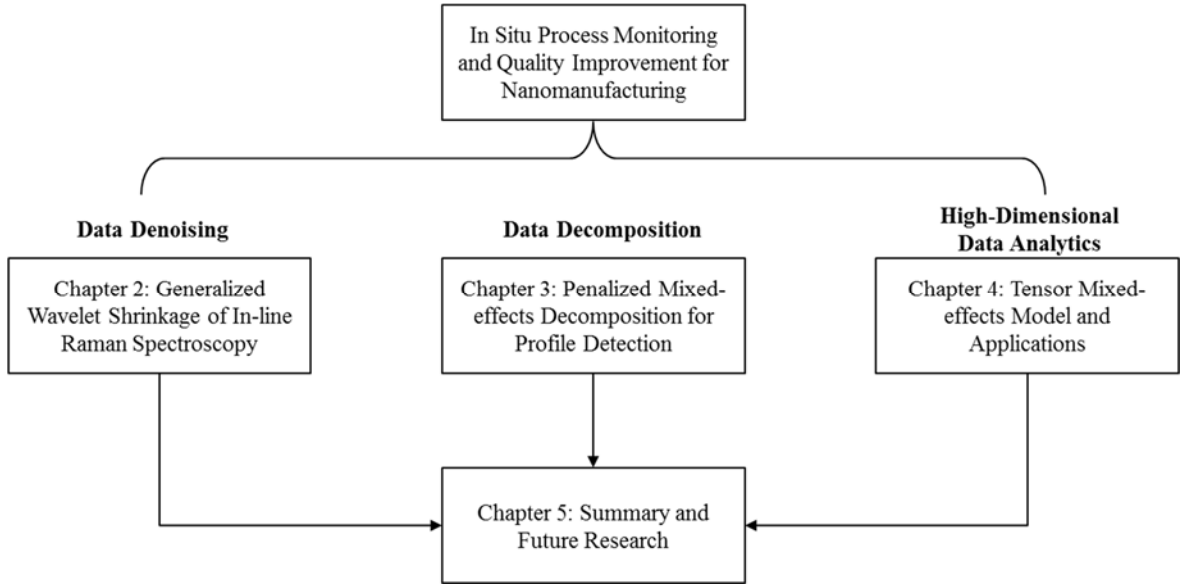 In Situ Process Monitoring
and Quality Improvement for
Nanomanufacturing
Data Denoising
Chapter 2: Generalized
Wavelet Shrinkage of In-line
Raman Spectroscopy
Data Decomposition
Chapter 3: Penalized Mixed-
effects Decomposition for
Profile Detection
High-Dimensional
Data Analytics
Chapter 4: Tensor Mixed-
effects Model and
Applications
Chapter 5: Summary and
Future Research